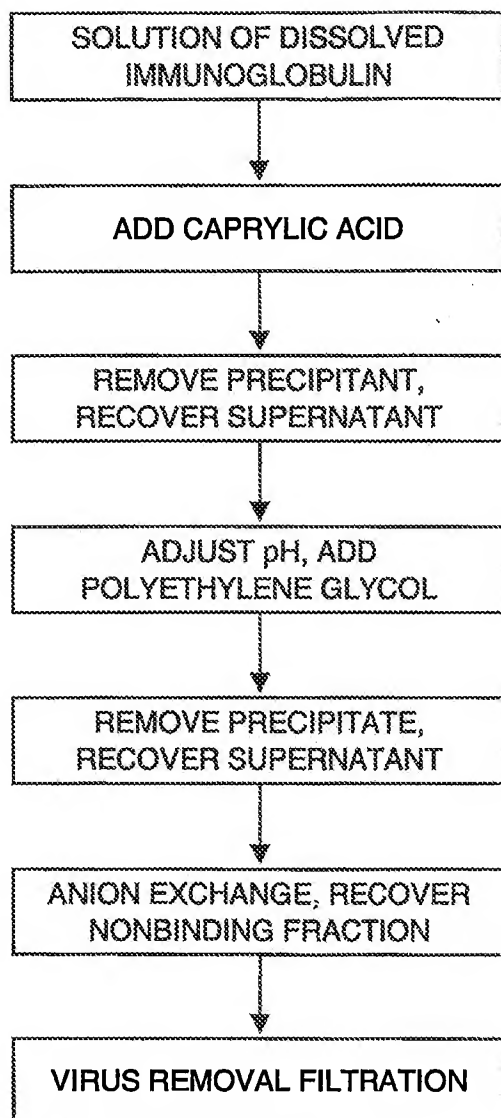 SOLUTION OF DISSOLVED
IMMUNOGLOBULIN
ADD CAPRYLIC ACID
REMOVE PRECIPITANT,
RECOVER SUPERNATANT
ADJUST pH, ADD
POLYETHYLENE GLYCOL
REMOVE PRECIPITATE,
RECOVER SUPERNATANT
ANION EXCHANGE, RECOVER
NONBINDING FRACTION
VIRUS REMOVAL FILTRATION